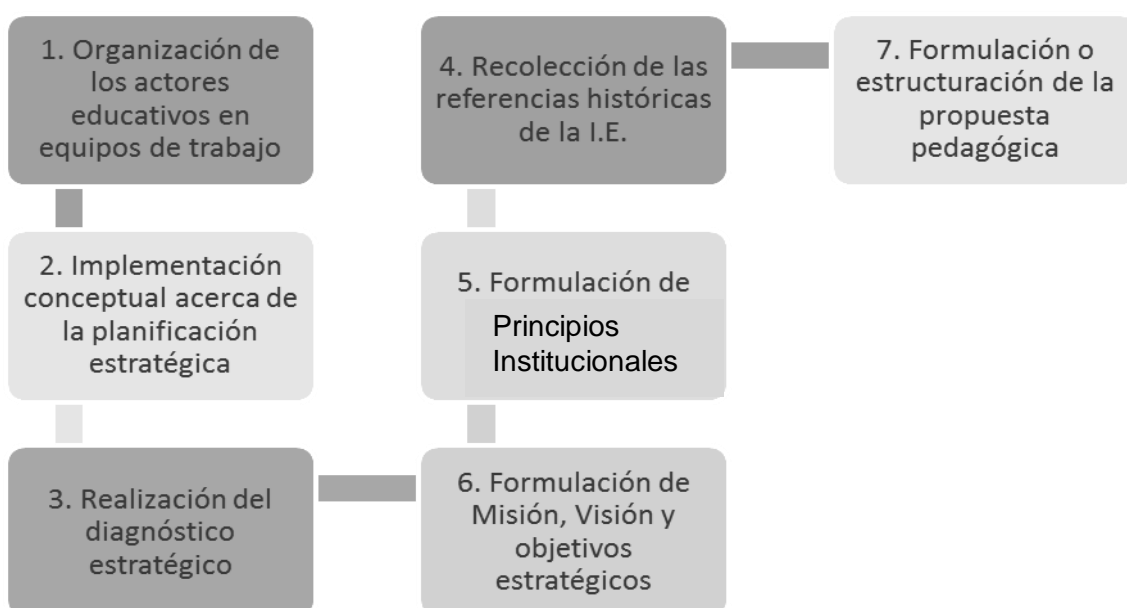 1. Organización de
los actores
educativos en
equipos de trabajo
2. Implementación
conceptual acerca de
la planificación
estratégica
3. Realización del
diagnóstico
estratégico
4. Recolección de las
referencias históricas
de la I.E.
5. Formulación de
Principios
Institucionales
6. Formulación de
Misión, Visión y
objetivos
estratégicos
7. Formulación o
estructuración de la
propuesta
pedagógica